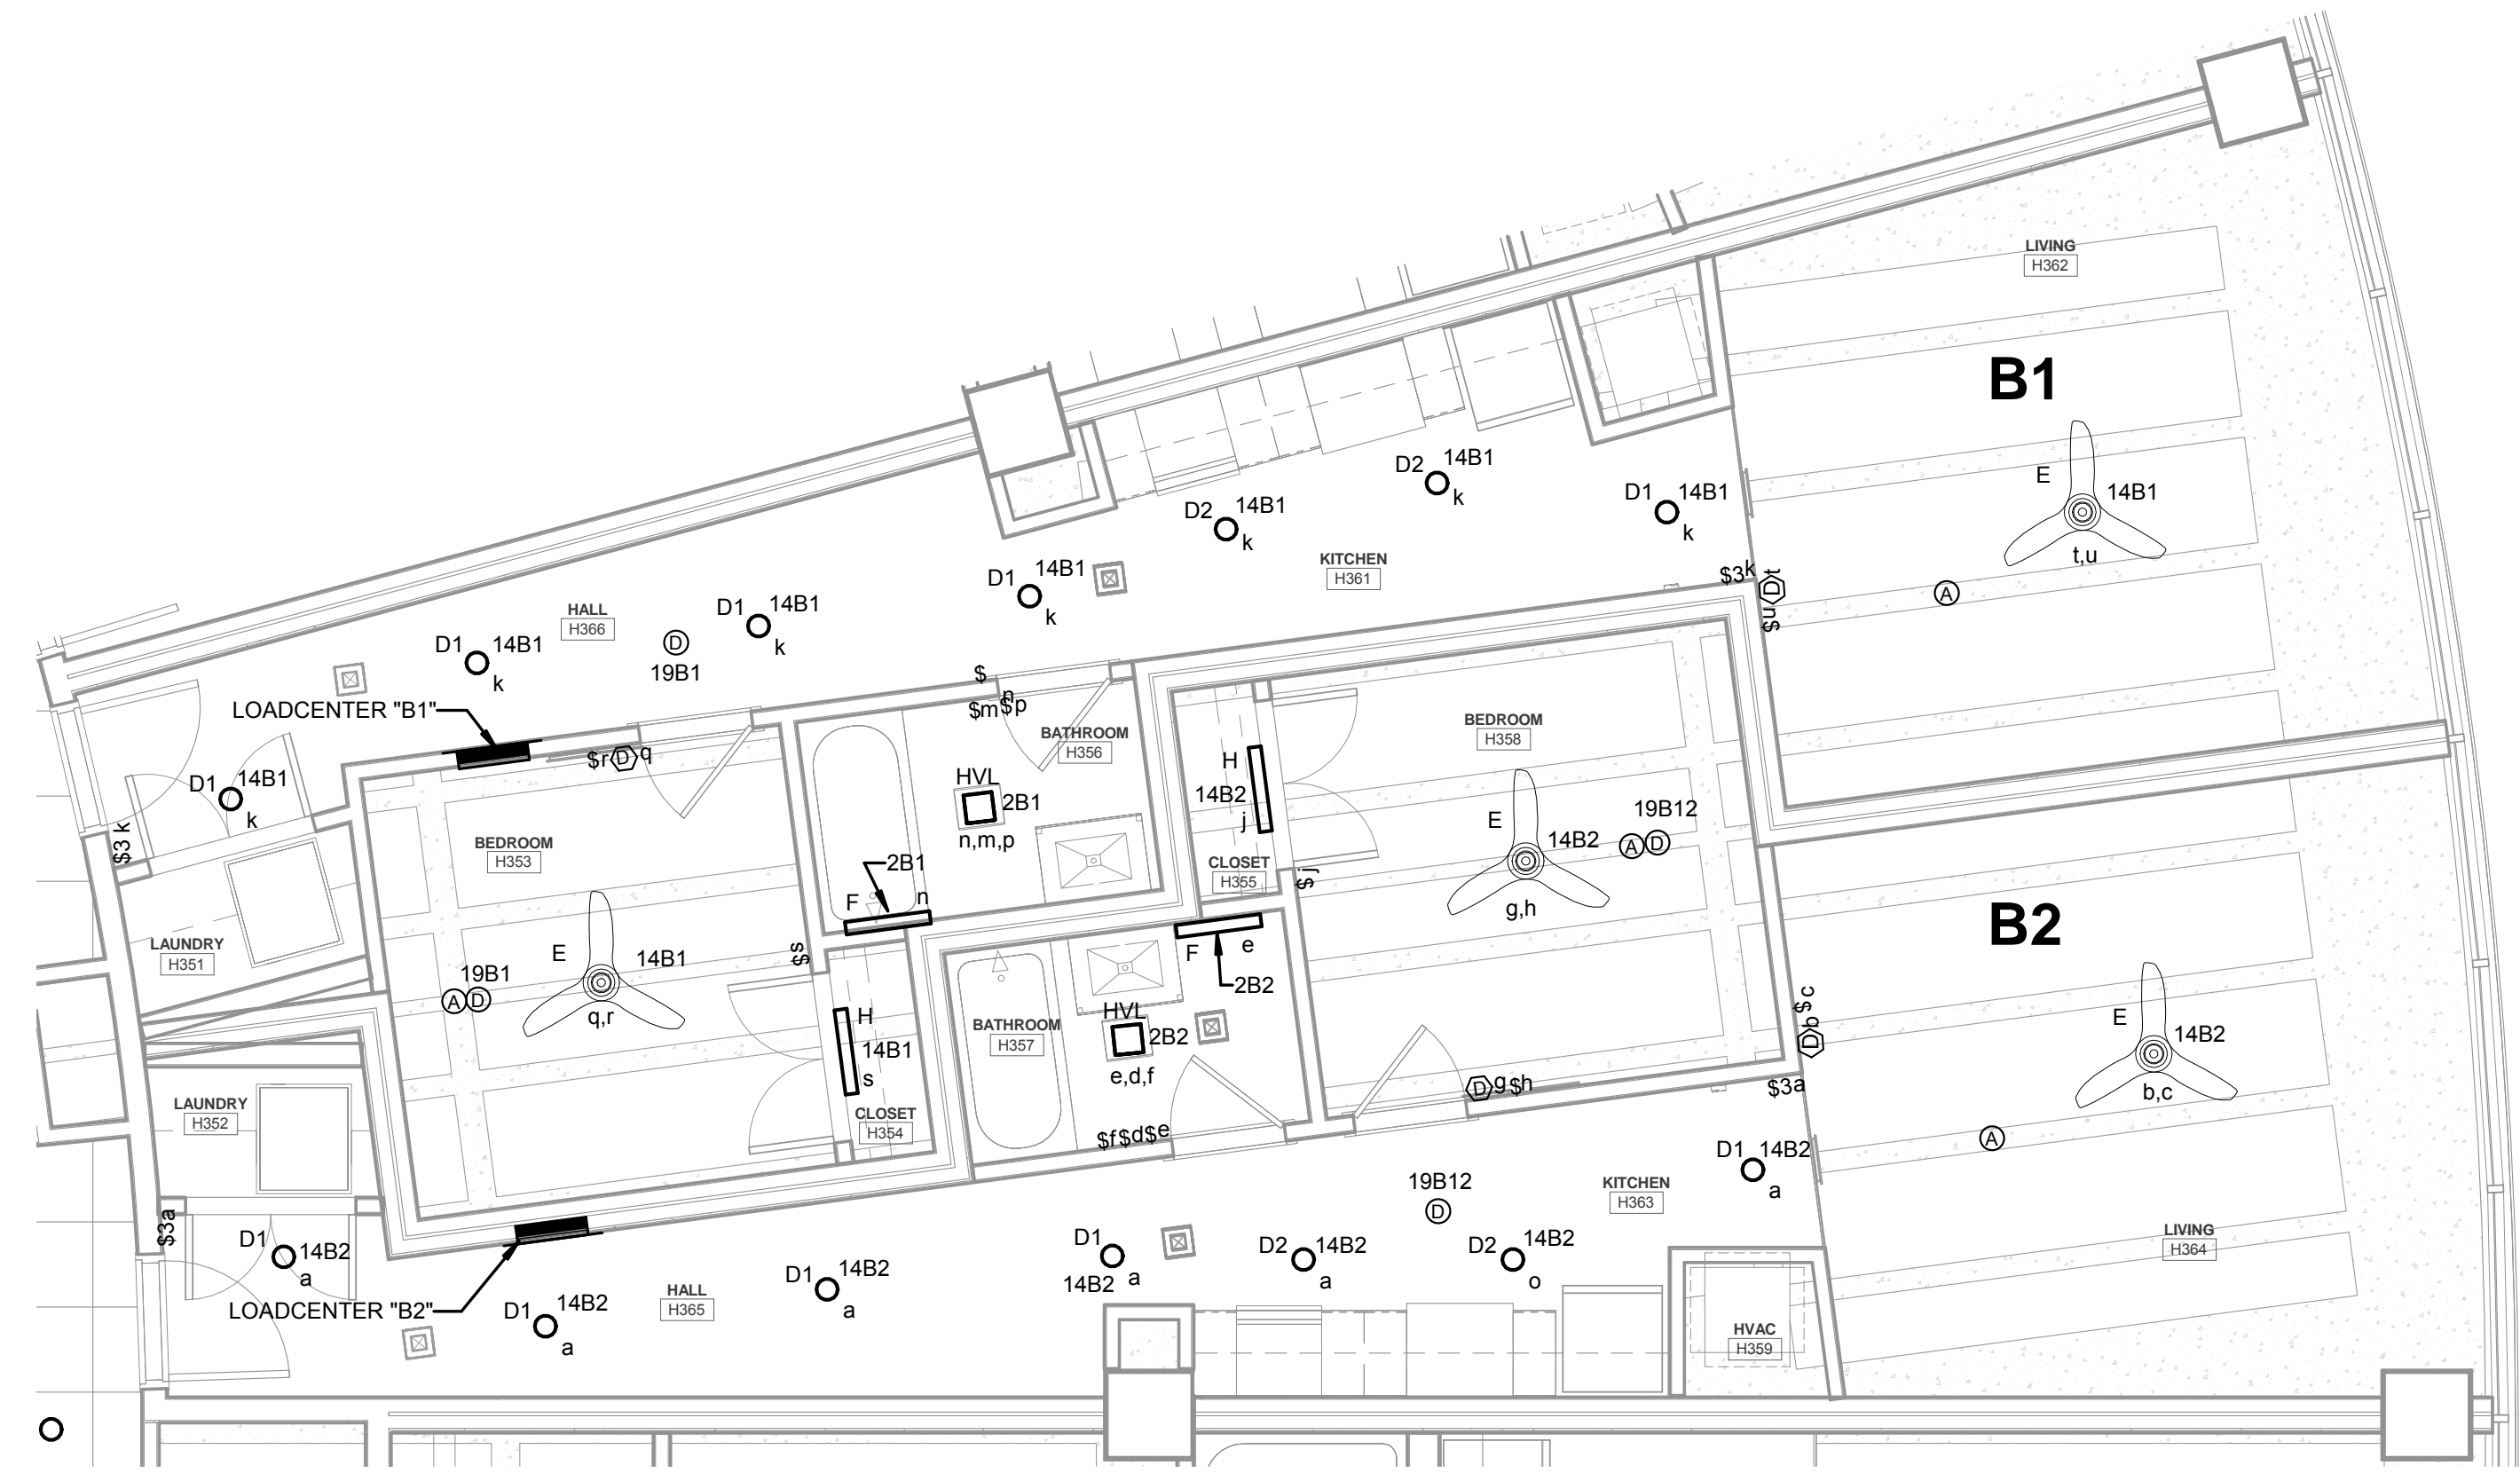 LIVING
H362
B1
E
14B1
t,u
A
D2
14B1
k
D2
14B1
k
D1
14B1
k
KITCHEN
H361
D1
14B1
k
$3k
D
t
$u
HALL
H366
D1
14B1
k
D1
14B1
k
D
19B1
LOADCENTER "B1"
D1
14B1
k
$3 k
$
n
$m$p
BATHROOM
H356
HVL
2B1
n,m,p
2B1
F
n
$r
D
q
BEDROOM
H353
E
14B1
q,r
19B1
A
D
$s
H
14B1
s
CLOSET
H354
LAUNDRY
H351
LAUNDRY
H352
BEDROOM
H358
H
14B2
j
CLOSET
H355
$j
E
14B2
g,h
19B12
A
D
D
g
$h
F
e
2B2
BATHROOM
H357
HVL
2B2
e,d,f
$f$d$e
B2
$c
b
D
$3a
E
14B2
b,c
A
D1
14B2
a
KITCHEN
H363
19B12
D
D2
14B2
o
D2
14B2
a
D1
14B2
a
14B2
LIVING
H364
HVAC
H359
$3a
D1
14B2
a
D1
14B2
a
D1
14B2
a
HALL
H365
LOADCENTER "B2"